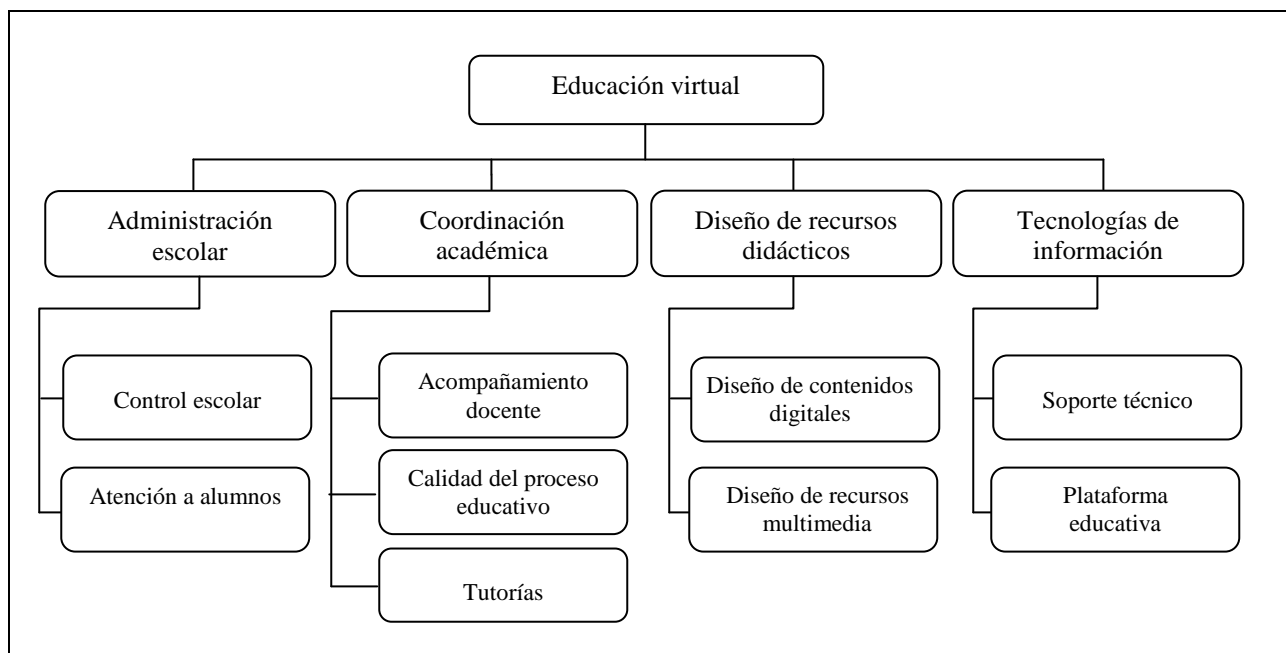 Educación virtual
Administración
escolar
Coordinación
académica
Diseño de recursos
didácticos
Tecnologías de
información
Control escolar
Atención a alumnos
Acompañamiento
docente
Calidad del proceso
educativo
Tutorías
Diseño de contenidos
digitales
Diseño de recursos
multimedia
Soporte técnico
Plataforma
educativa